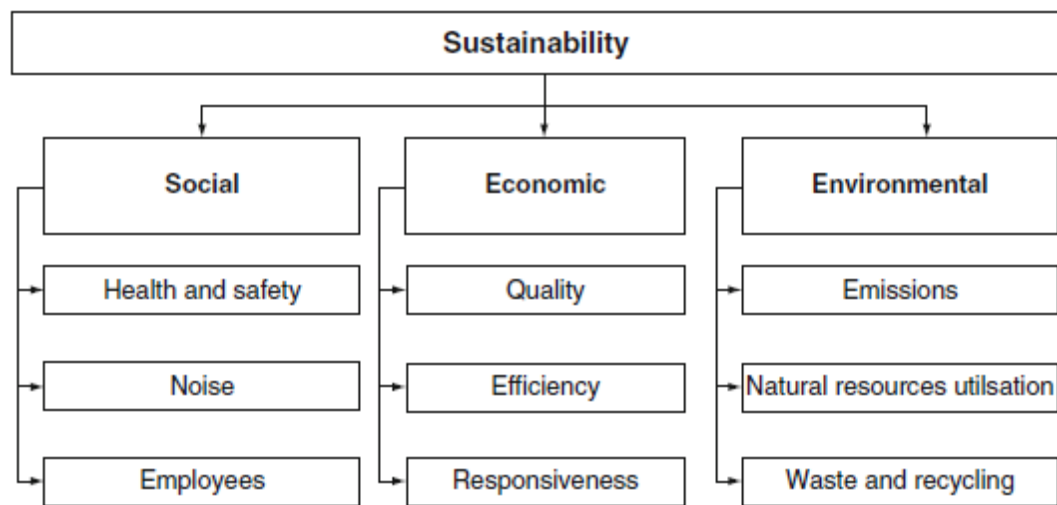 Sustainability
Social
Economic
Environmental
Health and safety
Quality
Emissions
Noise
Efficiency
Natural resources utilsation
Employees
Responsiveness
Waste and recycling